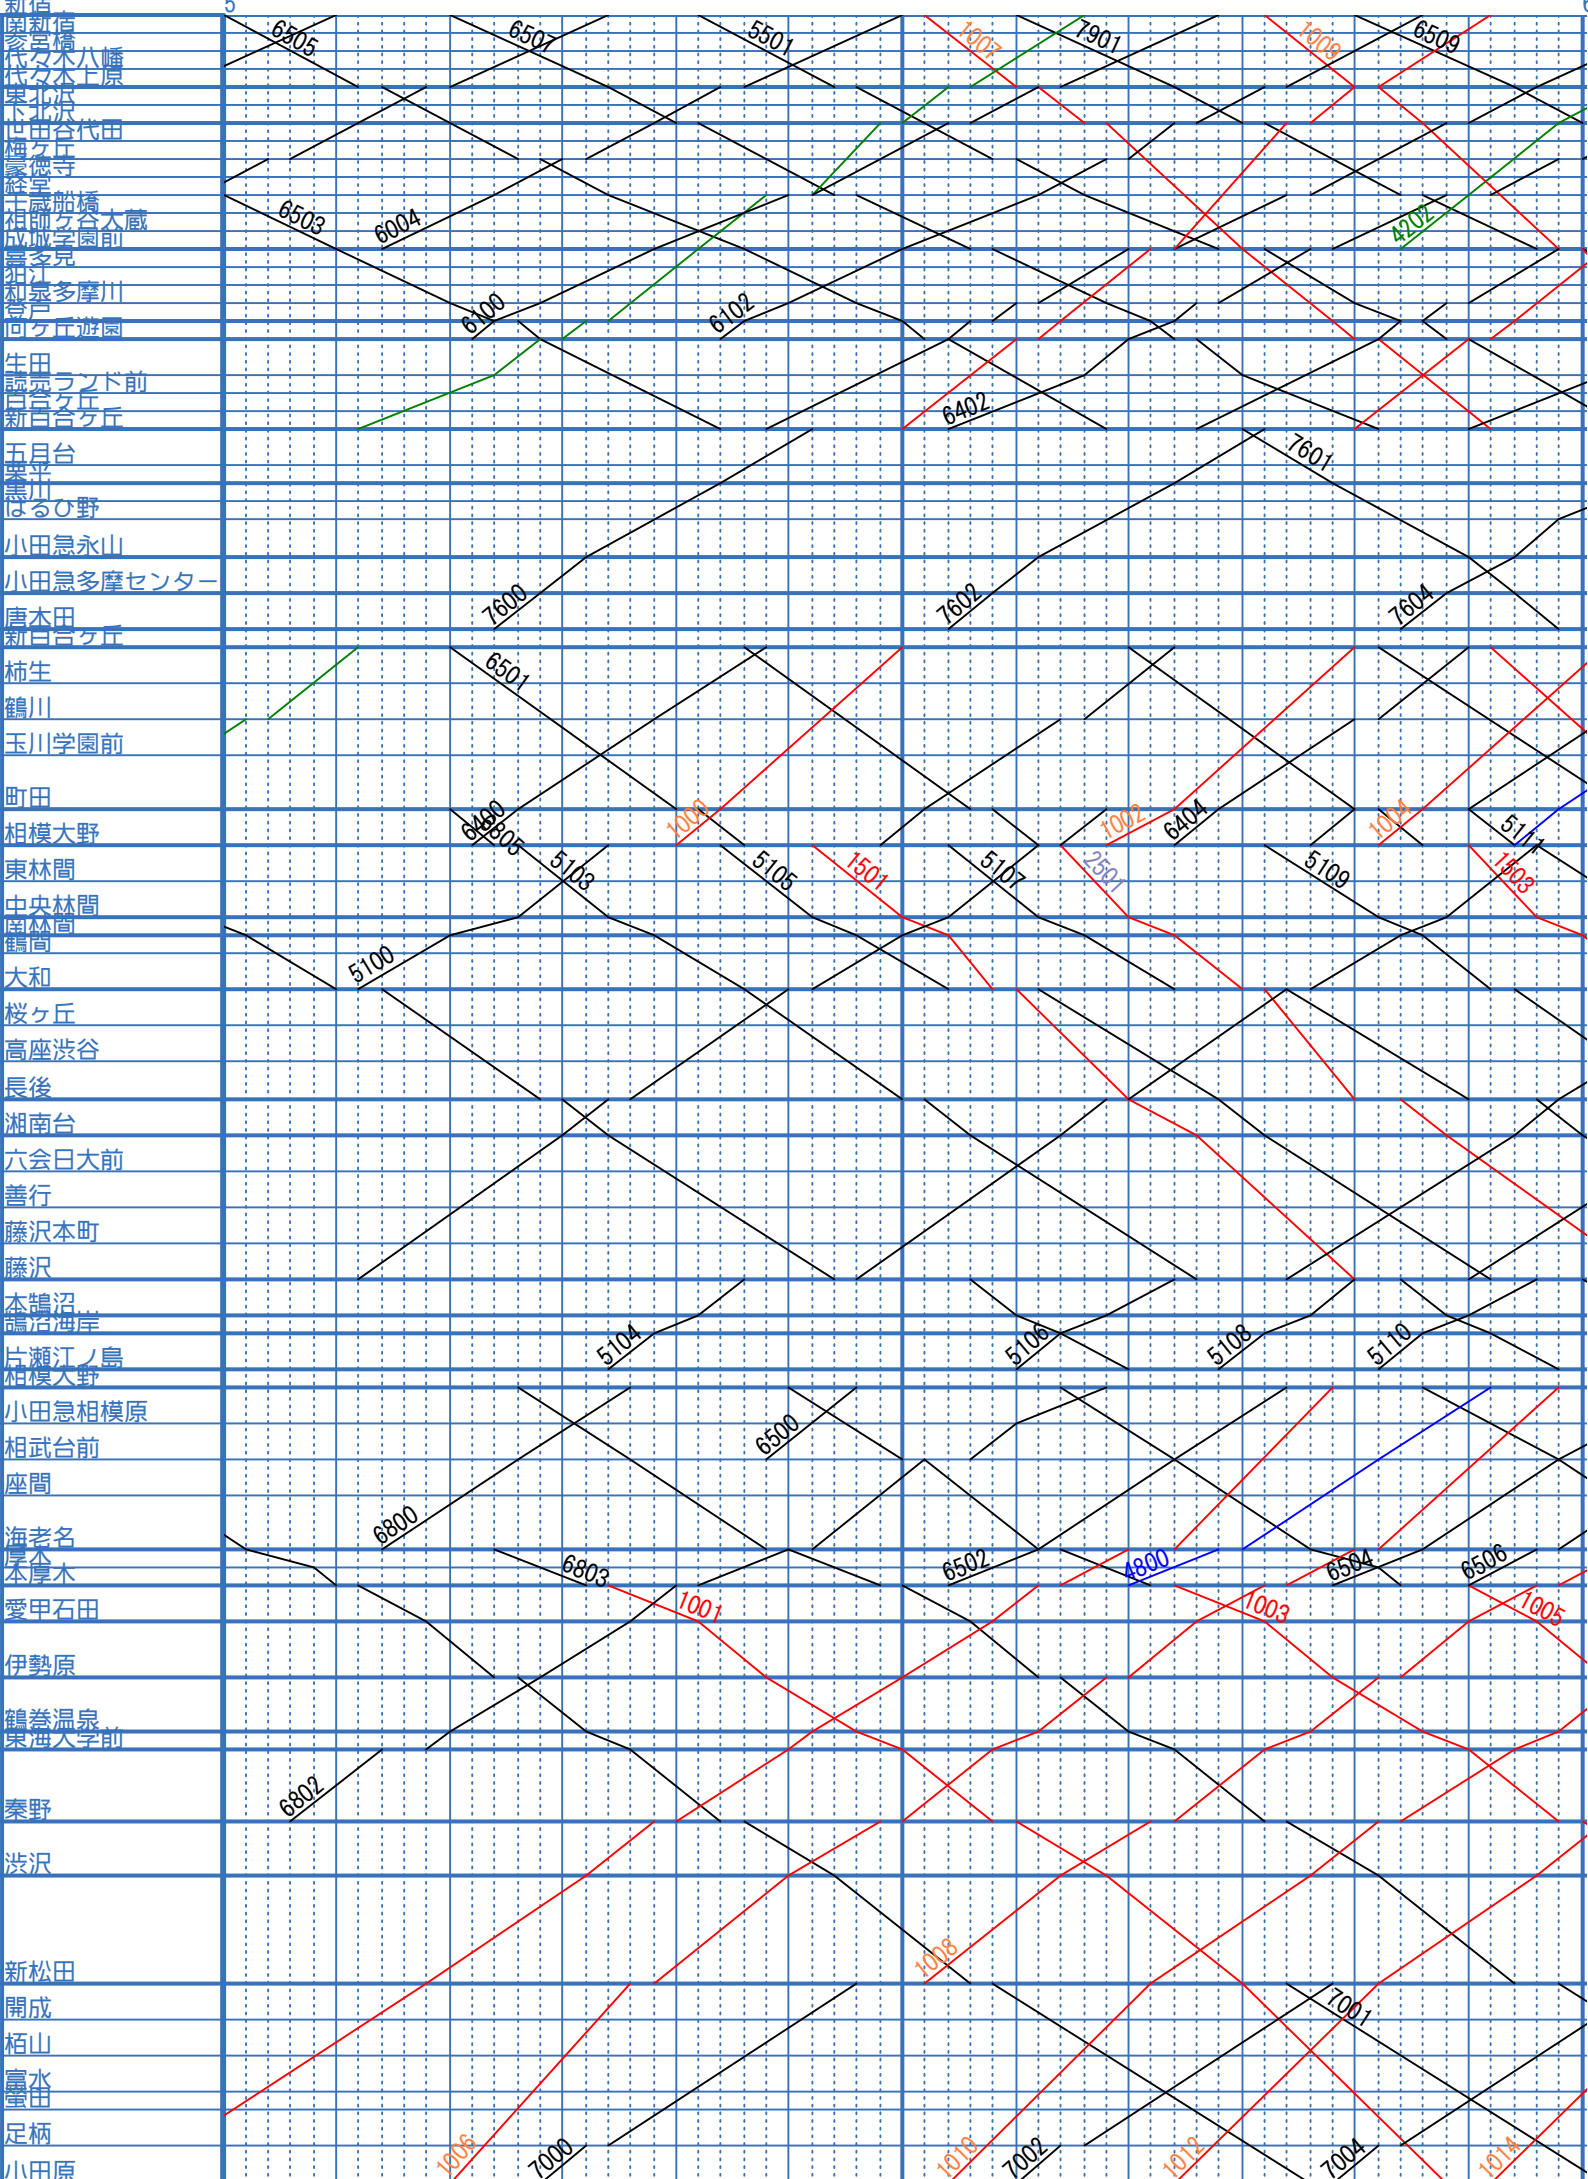 新宿
5
6
南新宿
参宮橋
代々木八幡
代々木上原
東北沢
下北沢
世田谷代田
梅ヶ丘
豪徳寺
経堂
千歳船橋
祖師ヶ谷大蔵
成城学園前
喜多見
狛江
和泉多摩川
登戸
向ヶ丘遊園
生田
読売ランド前
百合ヶ丘
新百合ヶ丘
五月台
栗平
黒川
はるひ野
小田急永山
小田急多摩センター
唐木田
新百合ヶ丘
柿生
鶴川
玉川学園前
町田
相模大野
東林間
中央林間
南林間
鶴間
大和
桜ヶ丘
高座渋谷
長後
湘南台
六会日大前
善行
藤沢本町
藤沢
本鵠沼
鵠沼海岸
片瀬江ノ島
相模大野
小田急相模原
相武台前
座間
海老名
厚木
本厚木
愛甲石田
伊勢原
鶴巻温泉
東海大学前
秦野
渋沢
新松田
開成
栢山
富水
螢田
足柄
小田原
6505
6507
5501
1007
7901
1009
6509
6503
6004
4202
6100
6102
6402
7601
7600
7602
7604
6501
6400
6805
1000
1002
6404
1004
5111
5103
5105
1501
5107
2501
5109
1503
5100
5104
5106
5108
5110
6500
6800
6803
6502
4800
6504
6506
1001
1003
1005
6802
1008
7001
1006
7000
1010
7002
1012
7004
1014